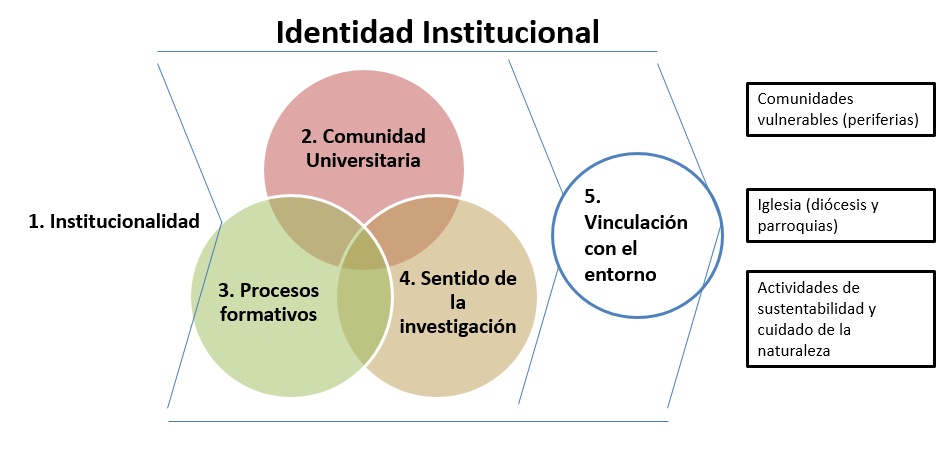 Identidad Institucional
1. Institucionalidad
2. Comunidad
Universitaria
3. Procesos
formativos
4. Sentido de
la
investigación
5.
Vinculación
con el
entorno
Comunidades
vulnerables (periferias)
Iglesia (diócesis y
parroquias)
Actividades de
sustentabilidad y
cuidado de la
naturaleza